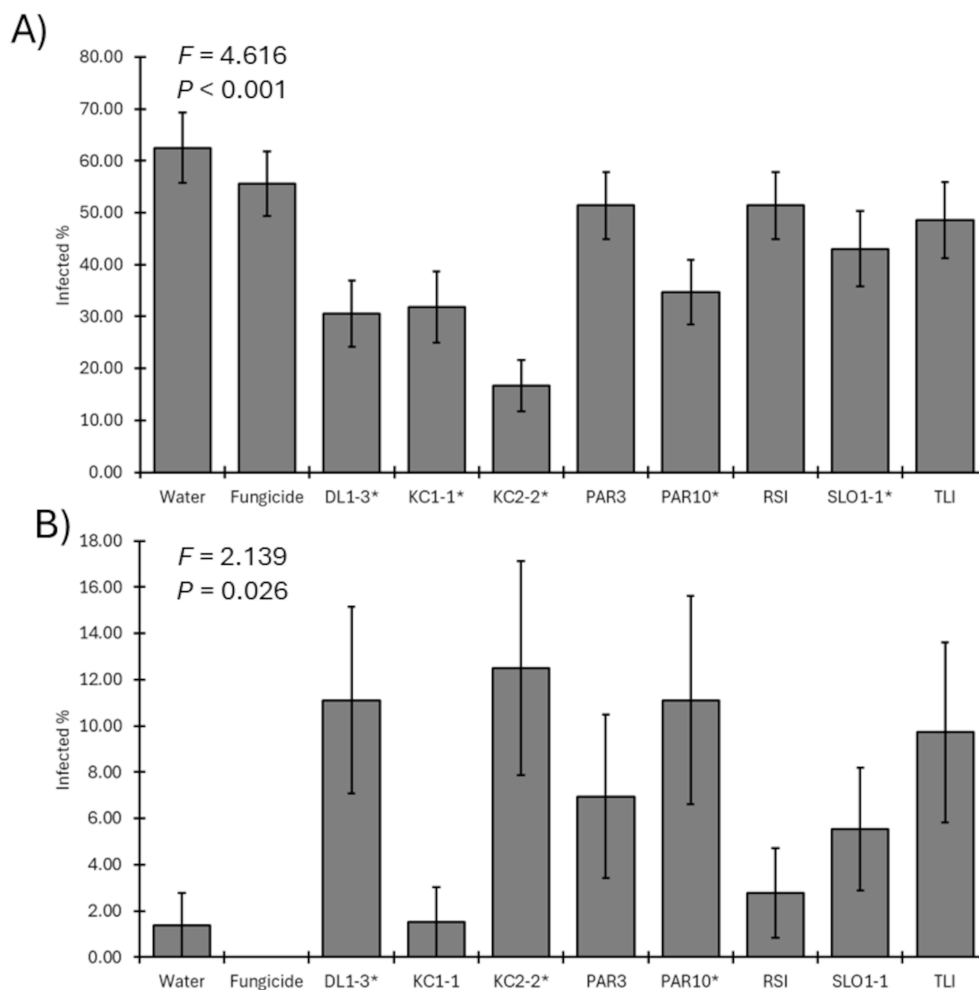 A)
F = 4.616
P < 0.001
80.00
70.00
60.00
50.00
40.00
30.00
20.00
10.00
0.00
Infected %
Water Fungicide DL1-3* KC1-1* KC2-2* PAR3 PAR10* RSI SLO1-1* TLI
B)
F = 2.139
P = 0.026
18.00
16.00
14.00
12.00
10.00
8.00
6.00
4.00
2.00
0.00
Infected %
Water Fungicide DL1-3* KC1-1 KC2-2* PAR3 PAR10* RSI SLO1-1 TLI